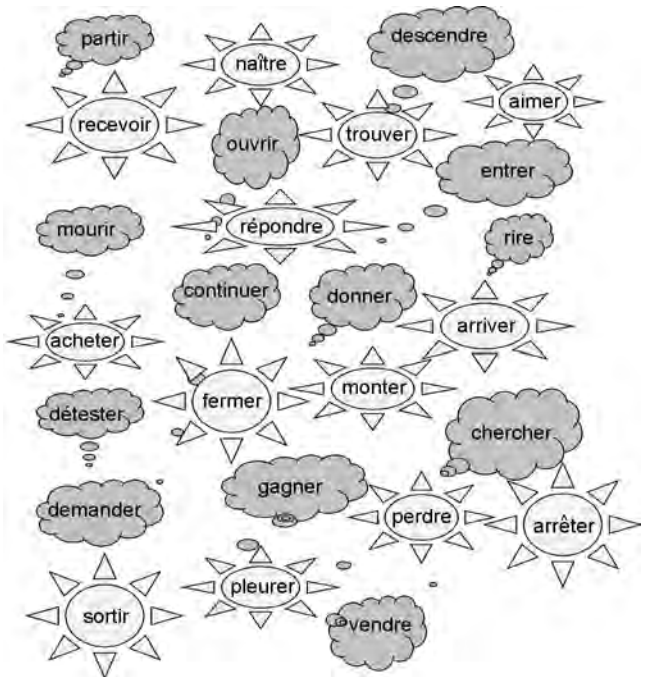 partir
naître
descendre
recevoir
aimer
ouvrir
trouver
entrer
mourir
répondre
rire
continuer
donner
acheter
arriver
fermer
monter
détester
chercher
gagner
demander
perdre
arrêter
pleurer
sortir
vendre